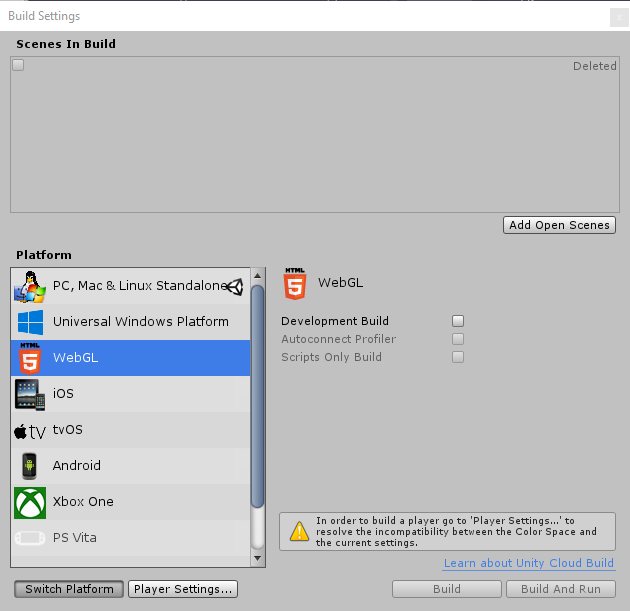 Build Settings
Scenes In Build
Deleted
Add Open Scenes
Platform
PC, Mac & Linux Standalone
Universal Windows Platform
HTML
WebGL
iOS
tvOS
Android
Xbox One
PS Vita
HTML
WebGL
Development Build
Autoconnect Profiler
Scripts Only Build
In order to build a player go to 'Player Settings...' to
resolve the incompatibility between the Color Space and
the current settings.
Learn about Unity Cloud Build
Switch Platform
Player Settings...
Build
Build And Run